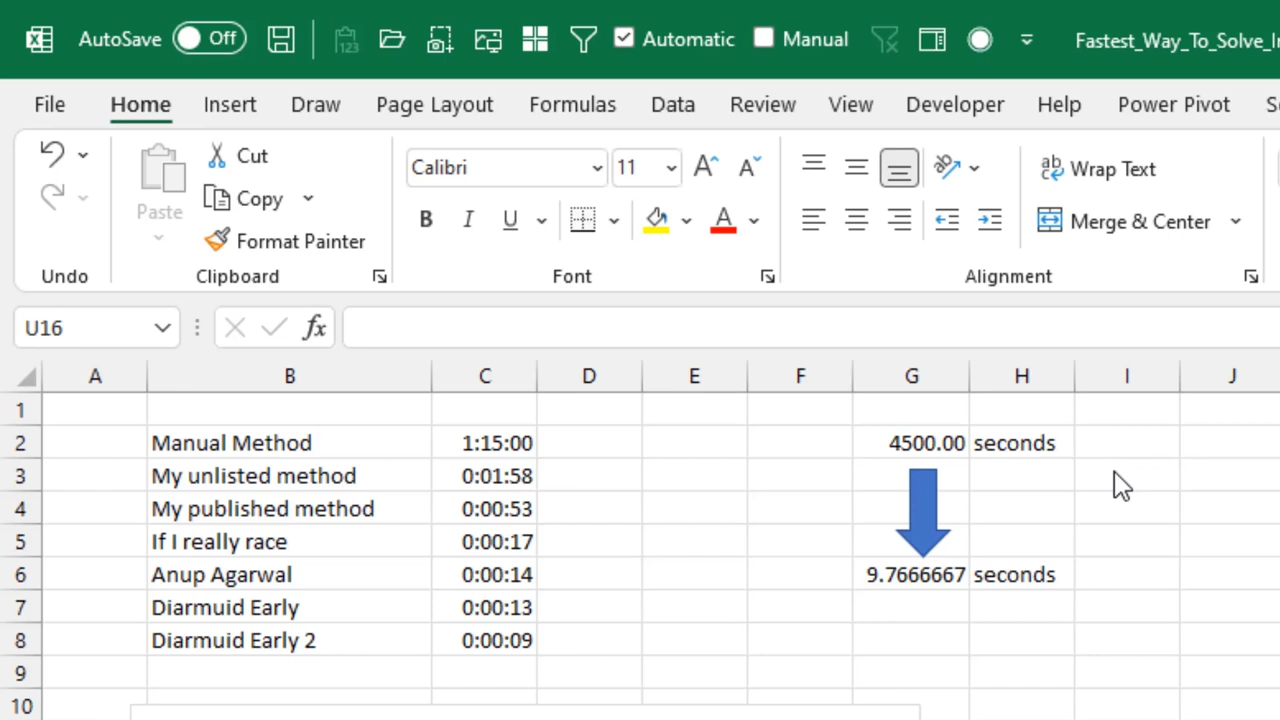 AutoSave Off Automatic Manual Fastest_Way_To_Solve_
File Home Insert Draw Page Layout Formulas Data Review View Developer Help Power Pivot
Cut
Calibri 11 Wrap Text
Paste Copy
B I U A Merge & Center
Format Painter
Undo Clipboard Font Alignment
U16 fx
A B C D E F G H I J
1
2 Manual Method 1:15:00 4500.00 seconds
3 My unlisted method 0:01:58
4 My published method 0:00:53
5 If I really race 0:00:17
6 Anup Agarwal 0:00:14 9.7666667 seconds
7 Diarmuid Early 0:00:13
8 Diarmuid Early 2 0:00:09
9
10